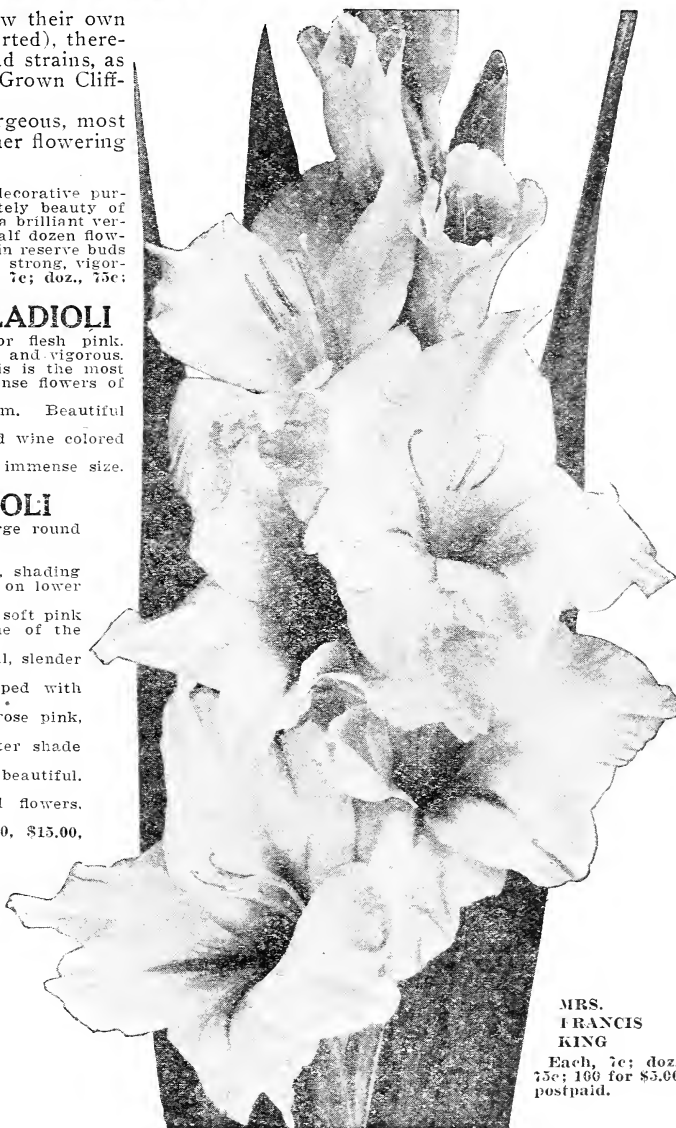 w their own
rted), there-
d strains, as
Grown Cliff-
rgeous, most
er flowering
ecorative pur-
tely beauty of
a brilliant ver-
alf dozen flow-
in reserve buds
strong, vigor-
7c; doz., 75c;
LADIOLI
or flesh pink.
and vigorous.
is is the most
nse flowers of
m. Beautiful
d wine colored
immense size.
OLI
rge round
, shading
on lower
soft pink
e of the
l, slender
ped with
rose pink,
ter shade
beautiful.
l flowers.
0, $15.00,
MRS.
FRANCIS
KING
Each, 7c; doz.
75c; 100 for $5.00
postpaid.